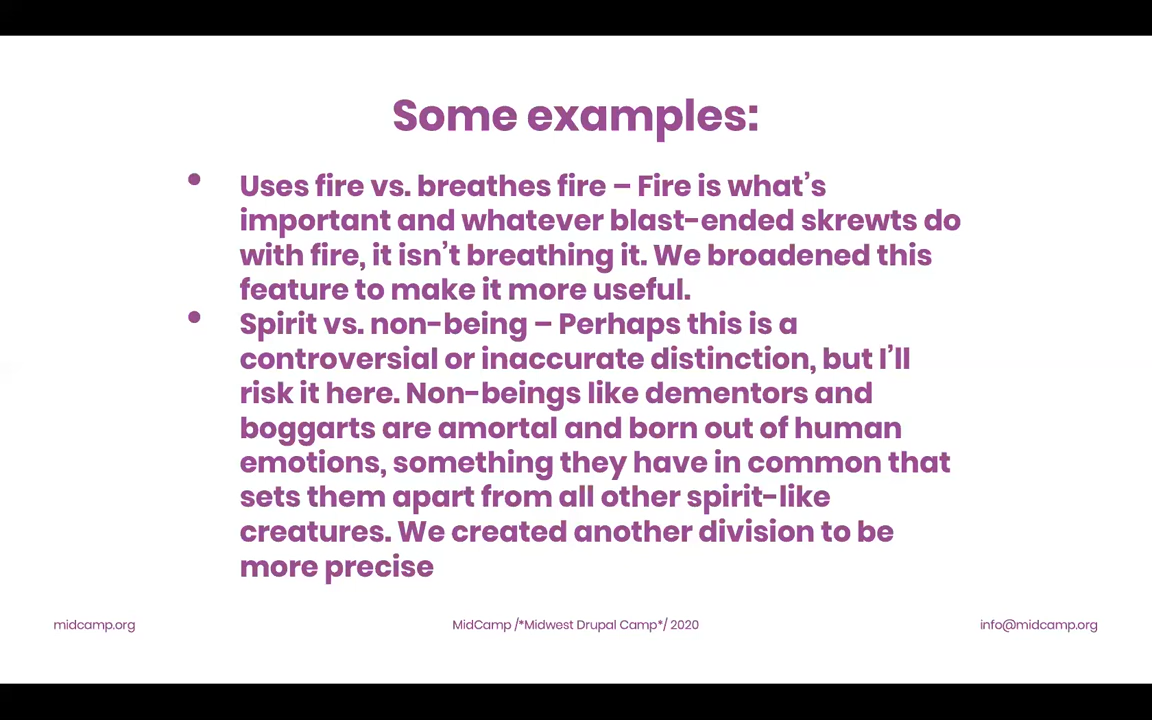 Some examples:
• Uses fire vs. breathes fire – Fire is what's
important and whatever blast-ended skrewts do
with fire, it isn't breathing it. We broadened this
feature to make it more useful.
• Spirit vs. non-being – Perhaps this is a
controversial or inaccurate distinction, but I'll
risk it here. Non-beings like dementors and
boggarts are amortal and born out of human
emotions, something they have in common that
sets them apart from all other spirit-like
creatures. We created another division to be
more precise
midcamp.org
MidCamp /*Midwest Drupal Camp*/ 2020
info@midcamp.org